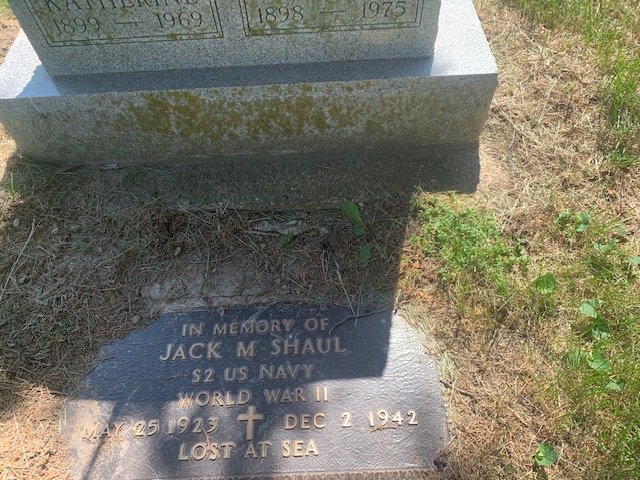 KATHERINE
1899 — 1969
1898 — 1975
IN MEMORY OF
JACK M SHAUL
S2 US NAVY
WORLD WAR II
MAY 25 1923 DEC 2 1942
LOST AT SEA